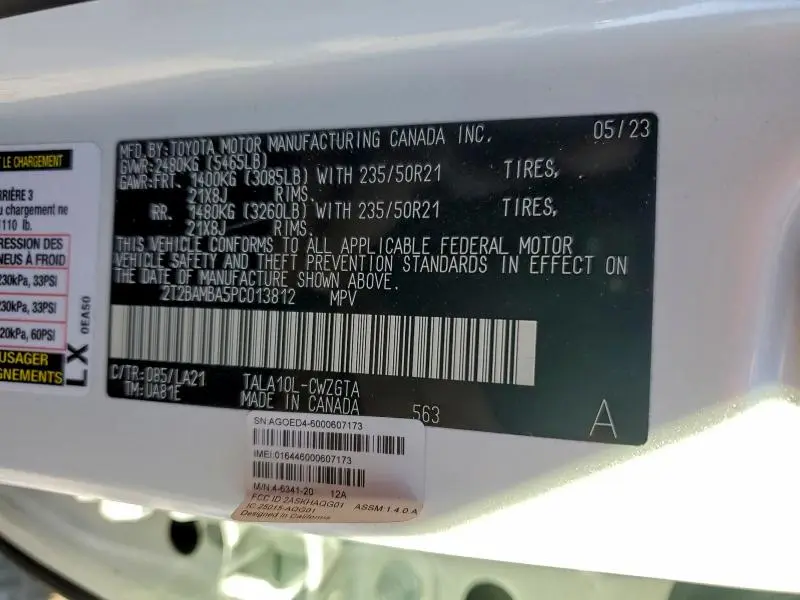 T LE CHARGEMENT
RRIÈRE 3
u chargement ne
1110 lb.
RESSION DES
NEUS À FROID
230kPa, 33PSI
230kPa, 33PSI
20kPa, 60PSI
USAGER
GNEMENTS
LX 0EA50
MFD. BY: TOYOTA MOTOR MANUFACTURING CANADA INC. 05/23
GVWR: 2480KG (5465LB)
GAWR: FRT. 1400KG (3085LB) WITH 235/50R21 TIRES,
21X8J RIMS.
RR. 1480KG (3260LB) WITH 235/50R21 TIRES,
21X8J RIMS.
THIS VEHICLE CONFORMS TO ALL APPLICABLE FEDERAL MOTOR
VEHICLE SAFETY AND THEFT PREVENTION STANDARDS IN EFFECT ON
THE DATE OF MANUFACTURE SHOWN ABOVE.
2T2BAMBA5PC013812 MPV
C/TR: 085/LA21 TALA10L-CWZGTA
TM: UA81E MADE IN CANADA 563 A
SN: AGOED4-6000607173
IMEI: 016446000607173
M/N: 4-6341-20 12A
FCC ID 2ASKHAQG01 ASSM: 1.4.0.A
IC: 25015-AQG01
Designed in California